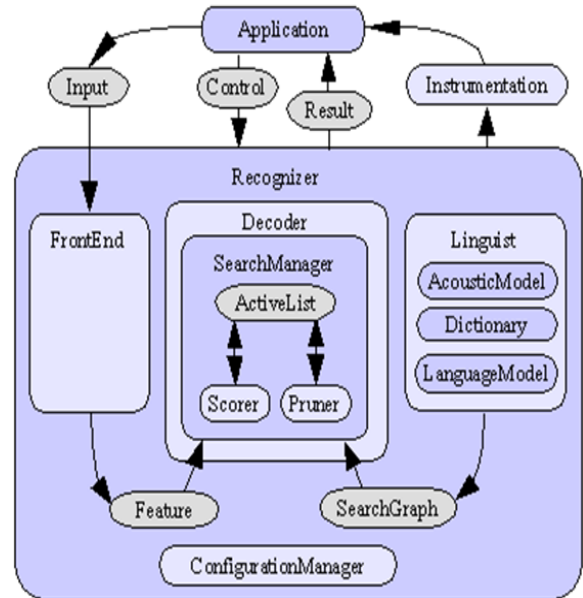 Application
Input
Control
Result
Instrumentation
Recognizer
FrontEnd
Decoder
SearchManager
ActiveList
Scorer
Pruner
Linguist
AcousticModel
Dictionary
LanguageModel
Feature
SearchGraph
ConfigurationManager